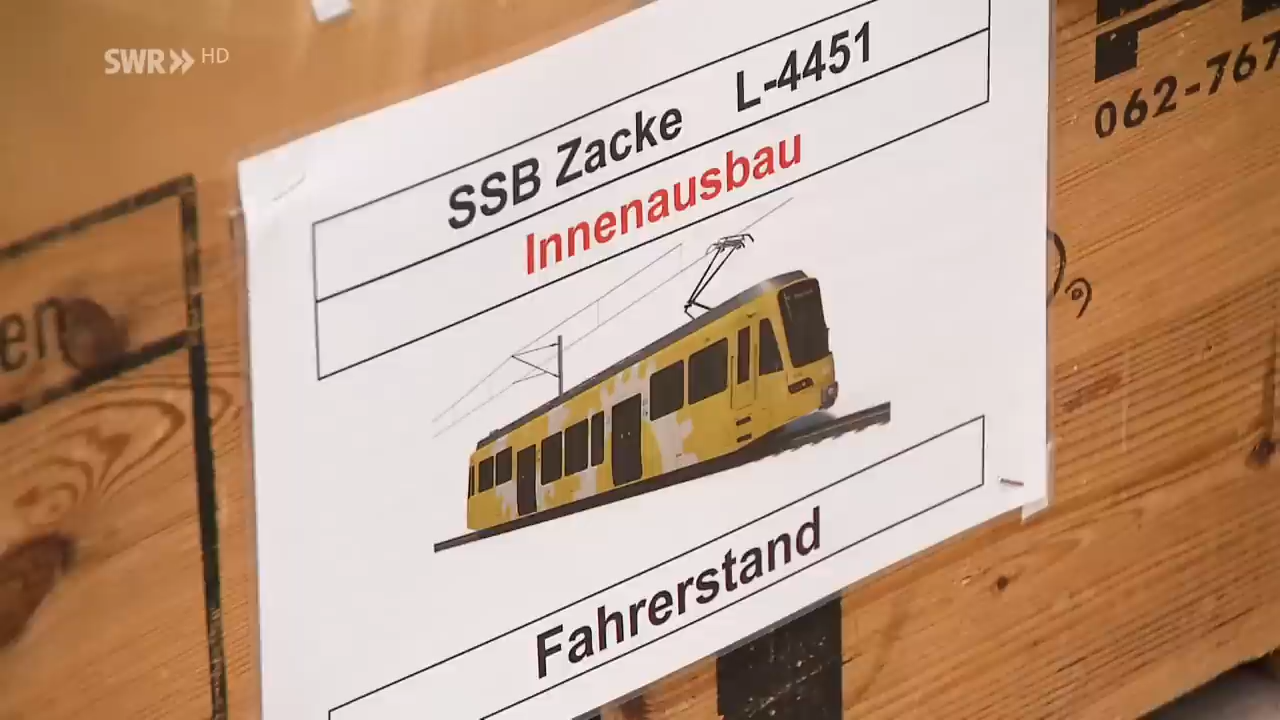 SWR HD
SSB Zacke L-4451
Innenausbau
Fahrerstand
062-767
en